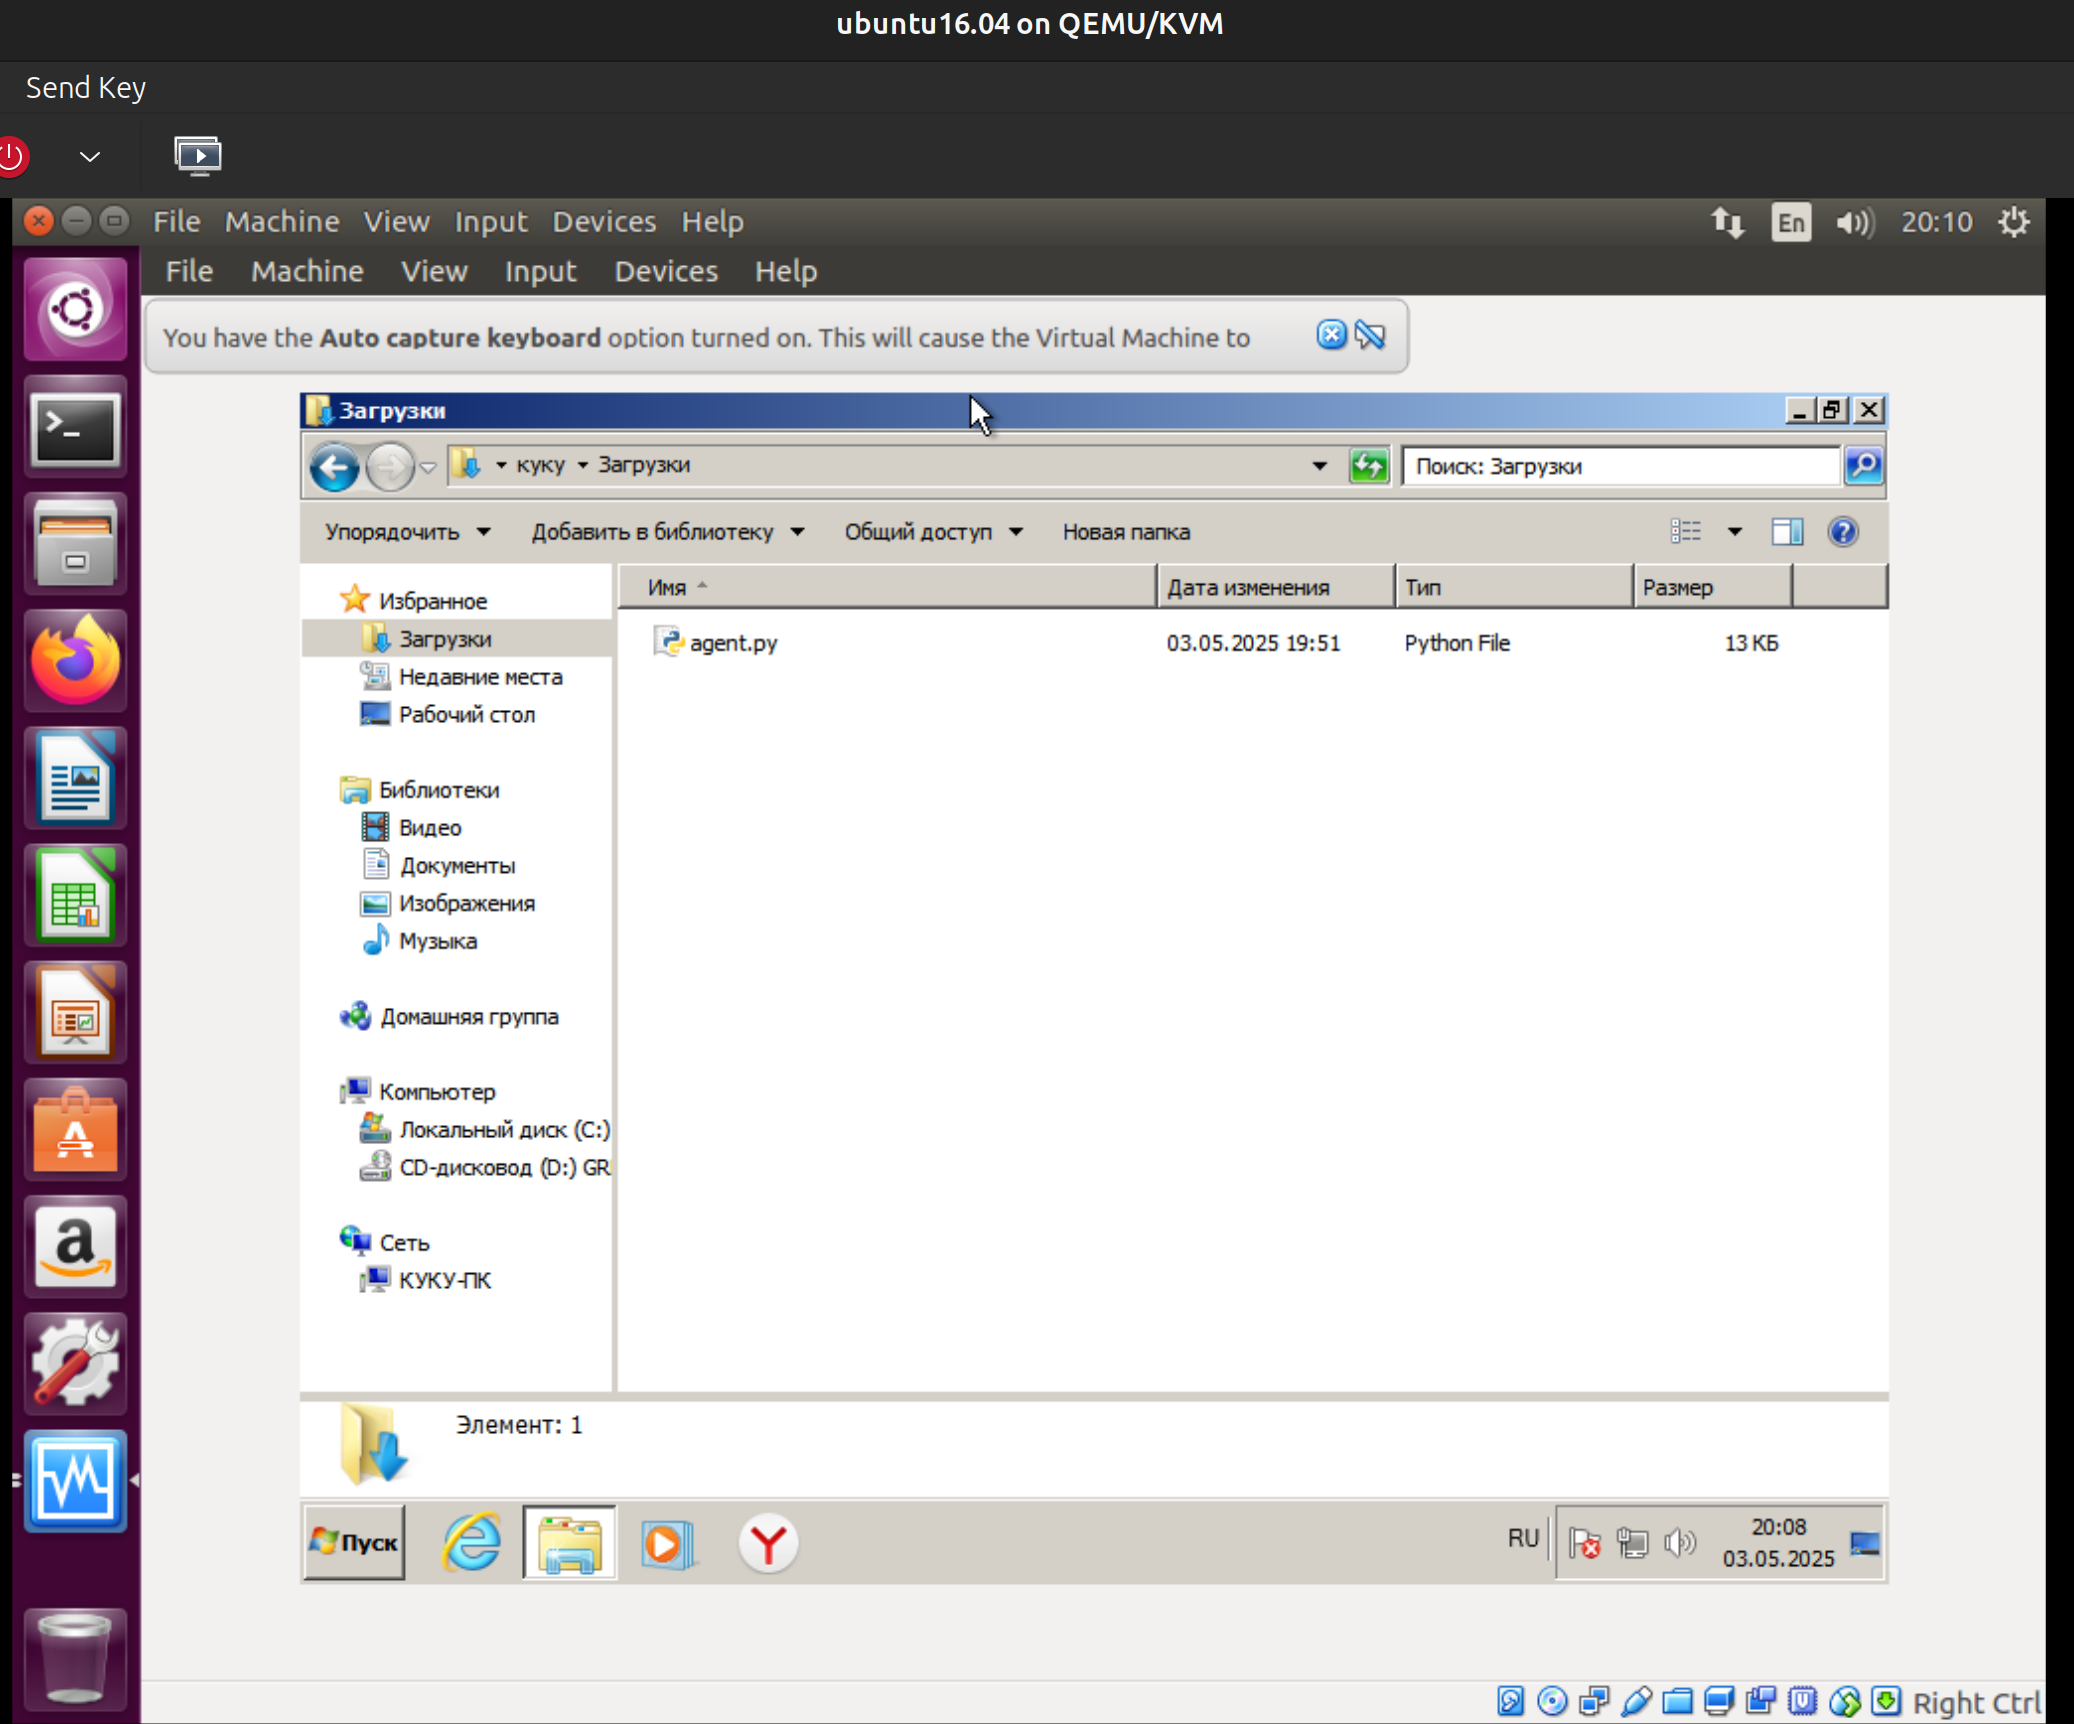 ubuntu16.04 on QEMU/KVM
Send Key
File Machine View Input Devices Help En 20:10
File Machine View Input Devices Help
You have the Auto capture keyboard option turned on. This will cause the Virtual Machine to
Загрузки
куку Загрузки Поиск: Загрузки
Упорядочить Добавить в библиотеку Общий доступ Новая папка
Имя Дата изменения Тип Размер
agent.py 03.05.2025 19:51 Python File 13 КБ
Избранное
Загрузки
Недавние места
Рабочий стол
Библиотеки
Видео
Документы
Изображения
Музыка
Домашняя группа
Компьютер
Локальный диск (C:)
CD-дисковод (D:) GR
Сеть
КУКУ-ПК
Элемент: 1
Пуск RU 20:08
03.05.2025
Right Ctrl